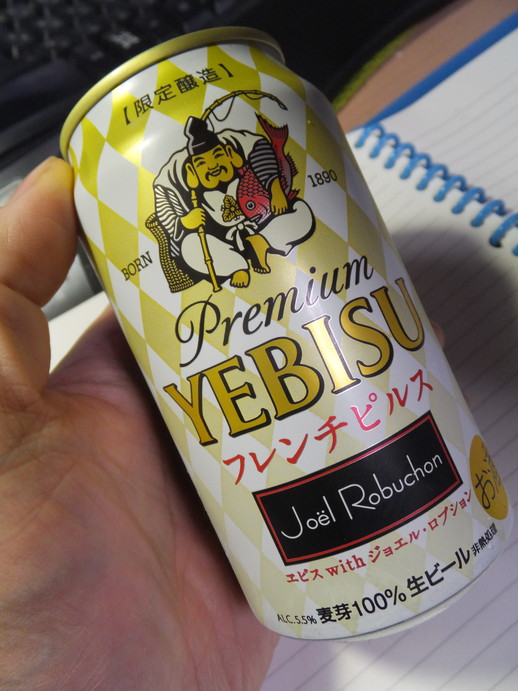 【限定醸造】
BORN 1890
Premium
YEBISU
フレンチピルス
Joël Robuchon
ヱビス with ジョエル・ロブション
お酒
ALC.5.5% 麦芽100% 生ビール 非熱処理